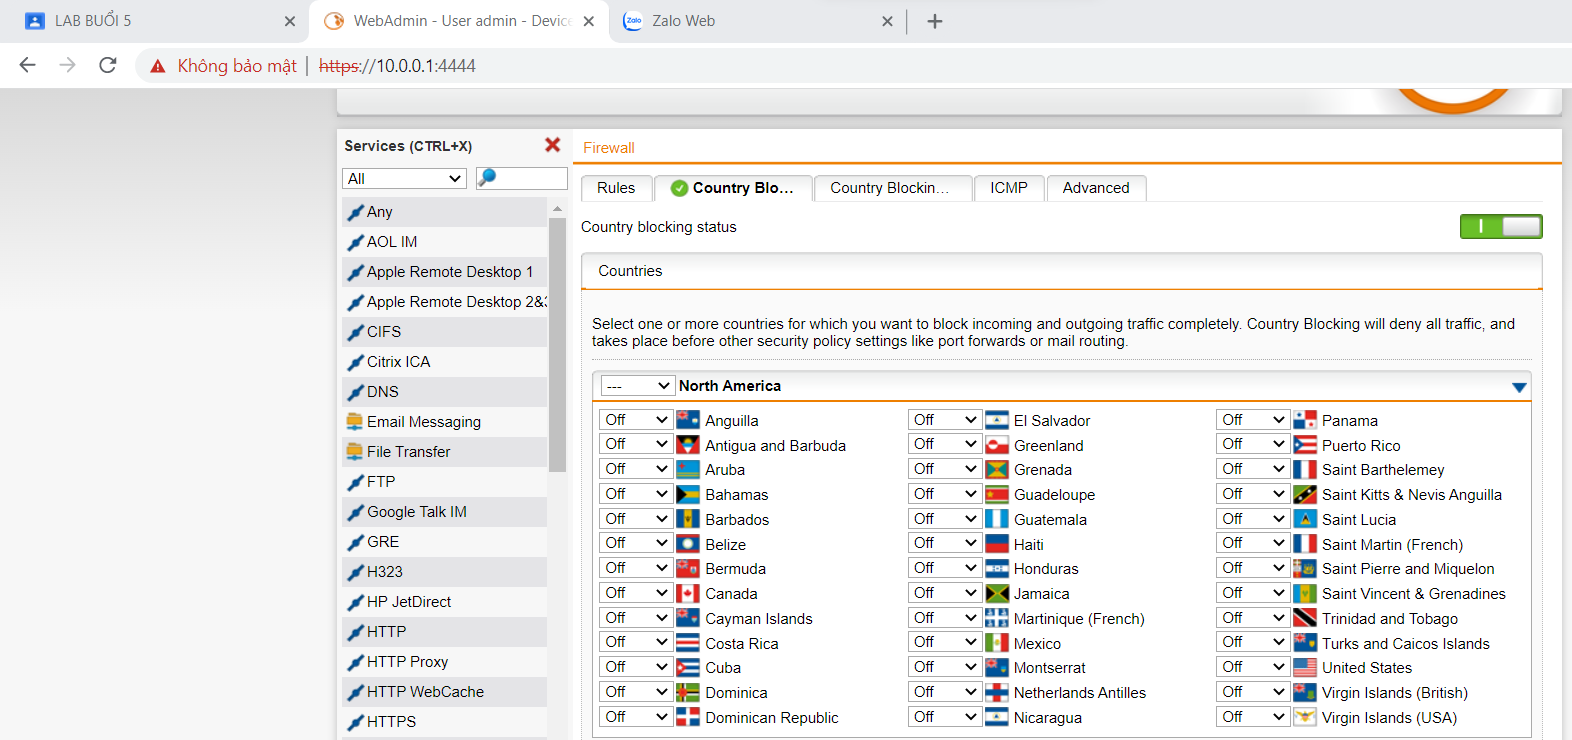 LAB BUỔI 5
WebAdmin - User admin - Device
Zalo Web
Không bảo mật
https://10.0.0.1:4444
Services (CTRL+X)
All
Any
AOL IM
Apple Remote Desktop 1
Apple Remote Desktop 2&3
CIFS
Citrix ICA
DNS
Email Messaging
File Transfer
FTP
Google Talk IM
GRE
H323
HP JetDirect
HTTP
HTTP Proxy
HTTP WebCache
HTTPS
Firewall
Rules
Country Blo...
Country Blockin...
ICMP
Advanced
Country blocking status
Countries
Select one or more countries for which you want to block incoming and outgoing traffic completely. Country Blocking will deny all traffic, and
takes place before other security policy settings like port forwards or mail routing.
--- North America
Off Anguilla
Off Antigua and Barbuda
Off Aruba
Off Bahamas
Off Barbados
Off Belize
Off Bermuda
Off Canada
Off Cayman Islands
Off Costa Rica
Off Cuba
Off Dominica
Off Dominican Republic
Off El Salvador
Off Greenland
Off Grenada
Off Guadeloupe
Off Guatemala
Off Haiti
Off Honduras
Off Jamaica
Off Martinique (French)
Off Mexico
Off Montserrat
Off Netherlands Antilles
Off Nicaragua
Off Panama
Off Puerto Rico
Off Saint Barthelemey
Off Saint Kitts & Nevis Anguilla
Off Saint Lucia
Off Saint Martin (French)
Off Saint Pierre and Miquelon
Off Saint Vincent & Grenadines
Off Trinidad and Tobago
Off Turks and Caicos Islands
Off United States
Off Virgin Islands (British)
Off Virgin Islands (USA)